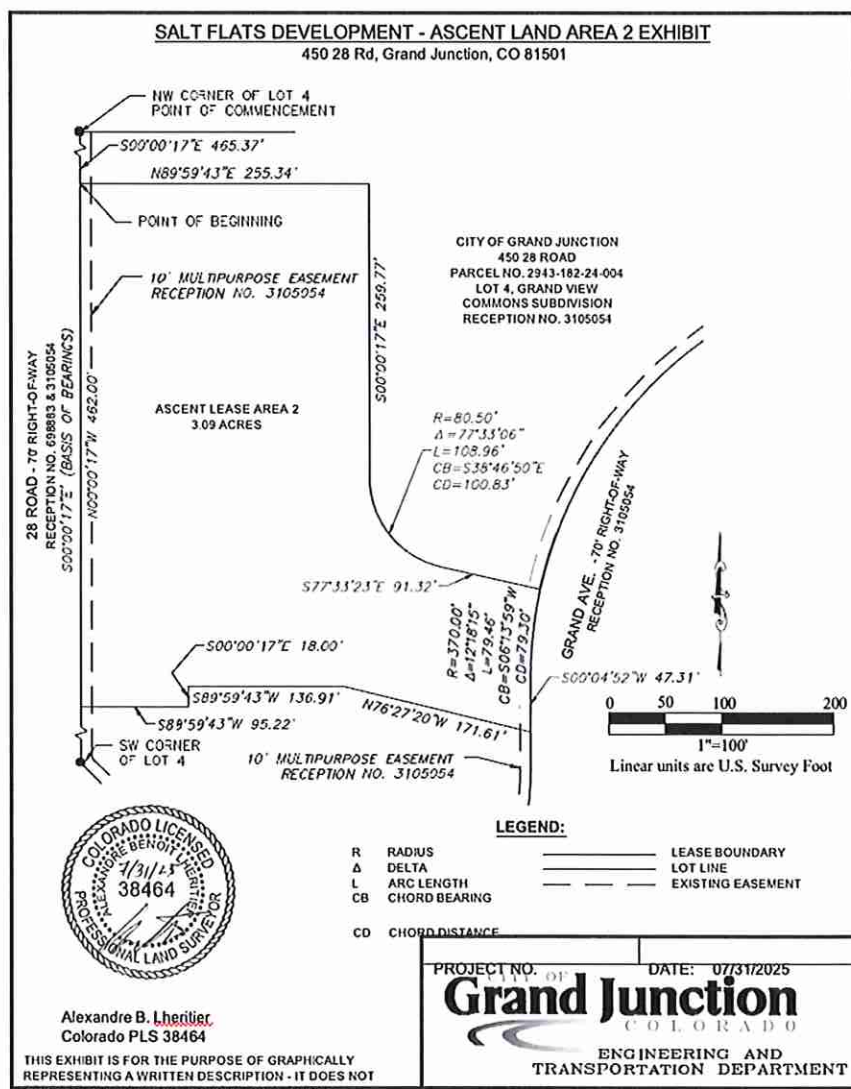 SALT FLATS DEVELOPMENT - ASCENT LAND AREA 2 EXHIBIT
450 28 Rd, Grand Junction, CO 81501
NW CORNER OF LOT 4
POINT OF COMMENCEMENT
S00°00'17"E 465.37'
N89°59'43"E 255.34'
POINT OF BEGINNING
10' MULTIPURPOSE EASEMENT
RECEPTION NO. 3105054
CITY OF GRAND JUNCTION
450 28 ROAD
PARCEL NO. 2943-182-24-004
LOT 4, GRAND VIEW
COMMONS SUBDIVISION
RECEPTION NO. 3105054
S00°00'17"E 259.77'
28 ROAD - 70' RIGHT-OF-WAY
RECEPTION NO. 698883 & 3105054
S00°00'17"E (BASIS OF BEARINGS)
N00°00'17"W 462.00'
ASCENT LEASE AREA 2
3.09 ACRES
R=80.50'
Δ=77°33'06"
L=108.96'
CB=S38°46'50"E
CD=100.83'
GRAND AVE. - 70' RIGHT-OF-WAY
RECEPTION NO. 3105054
S77°33'23"E 91.32'
R=370.00'
Δ=12°18'15"
L=79.46'
CB=S06°13'59"W
CD=79.30'
S00°00'17"E 18.00'
S00°04'52"W 47.31'
S89°59'43"W 136.91'
N76°27'20"W 171.61'
S89°59'43"W 95.22'
SW CORNER
OF LOT 4
10' MULTIPURPOSE EASEMENT
RECEPTION NO. 3105054
0 50 100 200
1"=100'
Linear units are U.S. Survey Foot
COLORADO LICENSED
ALEXANDRE BENOIT LHERITIER
7/31/25
38464
PROFESSIONAL LAND SURVEYOR
LEGEND:
R RADIUS
Δ DELTA
L ARC LENGTH
CB CHORD BEARING
CD CHORD DISTANCE
LEASE BOUNDARY
LOT LINE
EXISTING EASEMENT
Alexandre B. Lheritier
Colorado PLS 38464
THIS EXHIBIT IS FOR THE PURPOSE OF GRAPHICALLY
REPRESENTING A WRITTEN DESCRIPTION - IT DOES NOT
PROJECT NO. DATE: 07/31/2025
CITY OF
Grand Junction
COLORADO
ENGINEERING AND
TRANSPORTATION DEPARTMENT